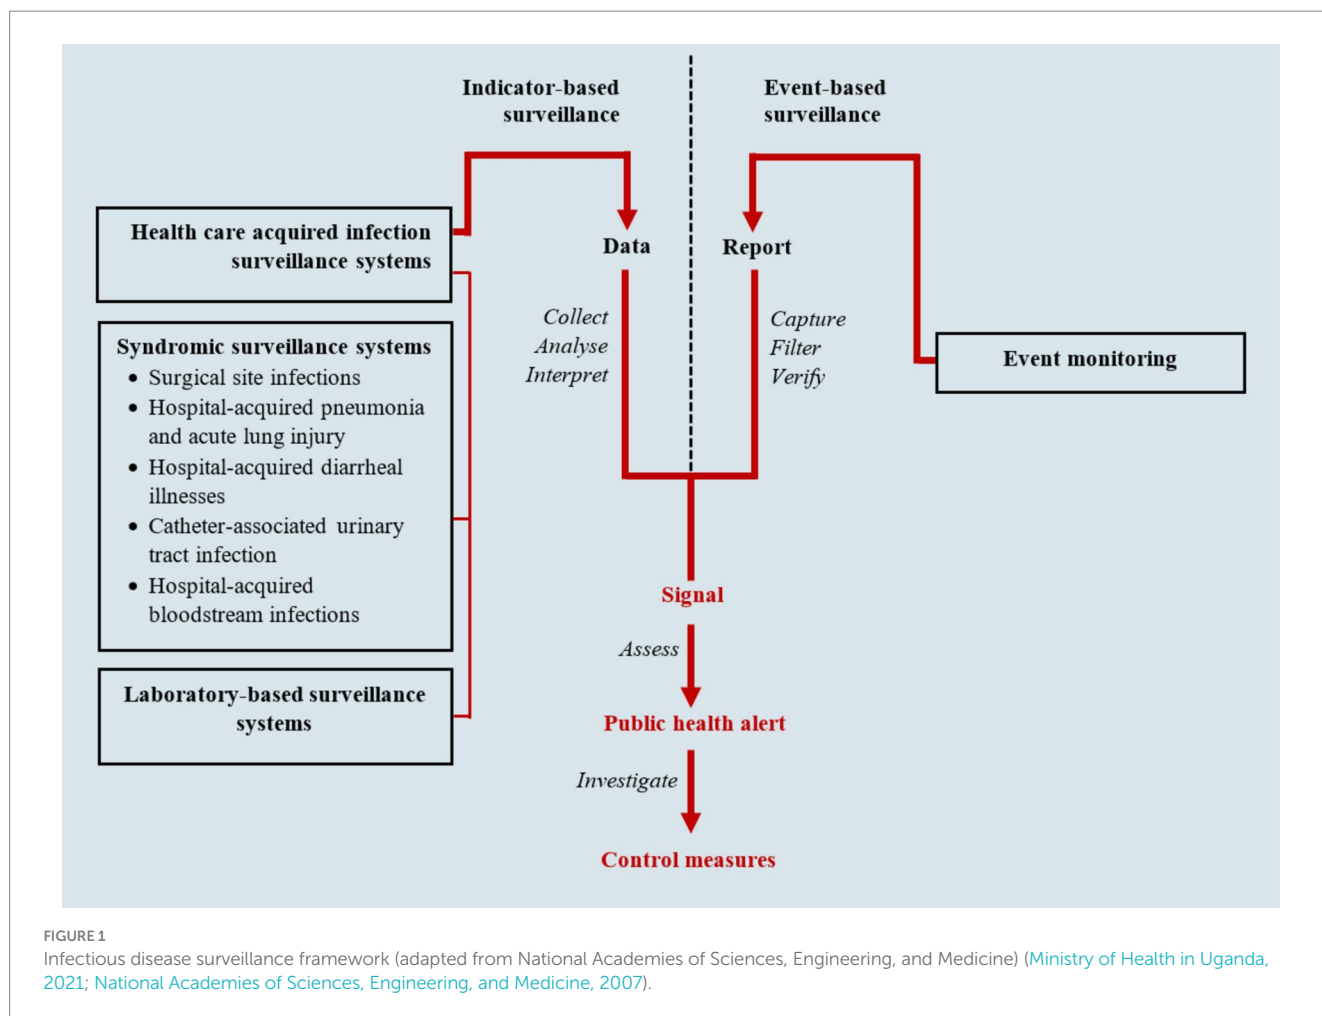 Indicator-based
surveillance
Event-based
surveillance
Health care acquired infection
surveillance systems
Data
Report
Collect
Analyse
Interpret
Capture
Filter
Verify
Syndromic surveillance systems
• Surgical site infections
• Hospital-acquired pneumonia
and acute lung injury
• Hospital-acquired diarrheal
illnesses
• Catheter-associated urinary
tract infection
• Hospital-acquired
bloodstream infections
Event monitoring
Laboratory-based surveillance
systems
Signal
Assess
Public health alert
Investigate
Control measures
FIGURE 1
Infectious disease surveillance framework (adapted from National Academies of Sciences, Engineering, and Medicine) (Ministry of Health in Uganda,
2021; National Academies of Sciences, Engineering, and Medicine, 2007).